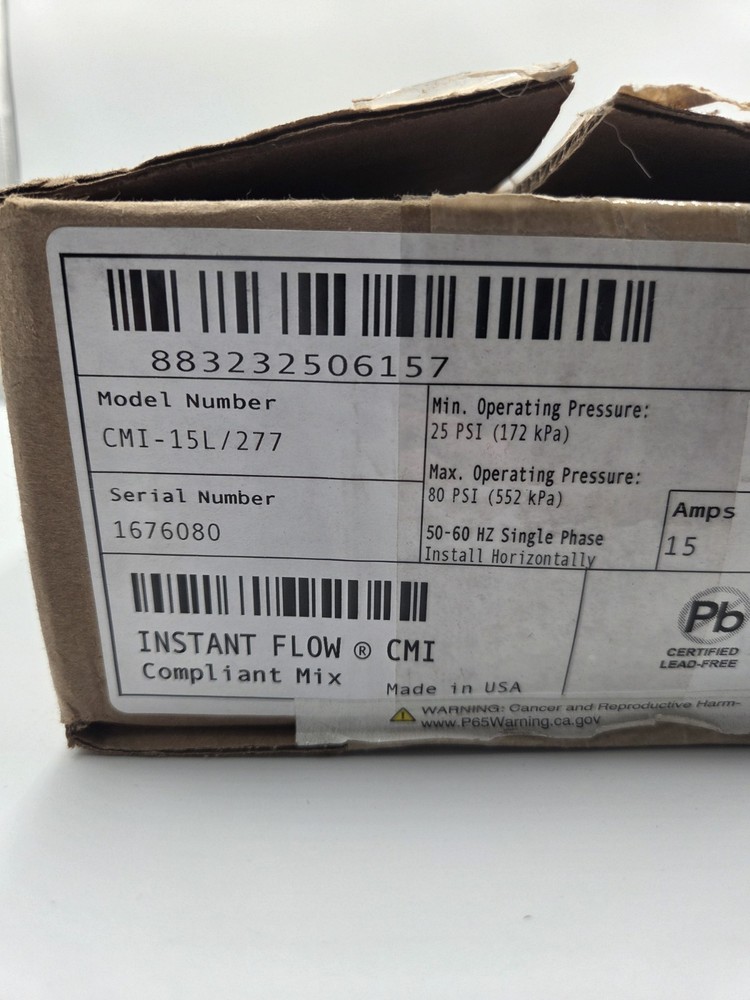 883232506157
Model Number
CMI-15L/277
Serial Number
1676080
Min. Operating Pressure:
25 PSI (172 kPa)
Max. Operating Pressure:
80 PSI (552 kPa)
50-60 HZ Single Phase
Install Horizontally
Amps
15
INSTANT FLOW ® CMI
Compliant Mix
Made in USA
Pb
CERTIFIED
LEAD-FREE
WARNING: Cancer and Reproductive Harm-
www.P65Warning.ca.gov